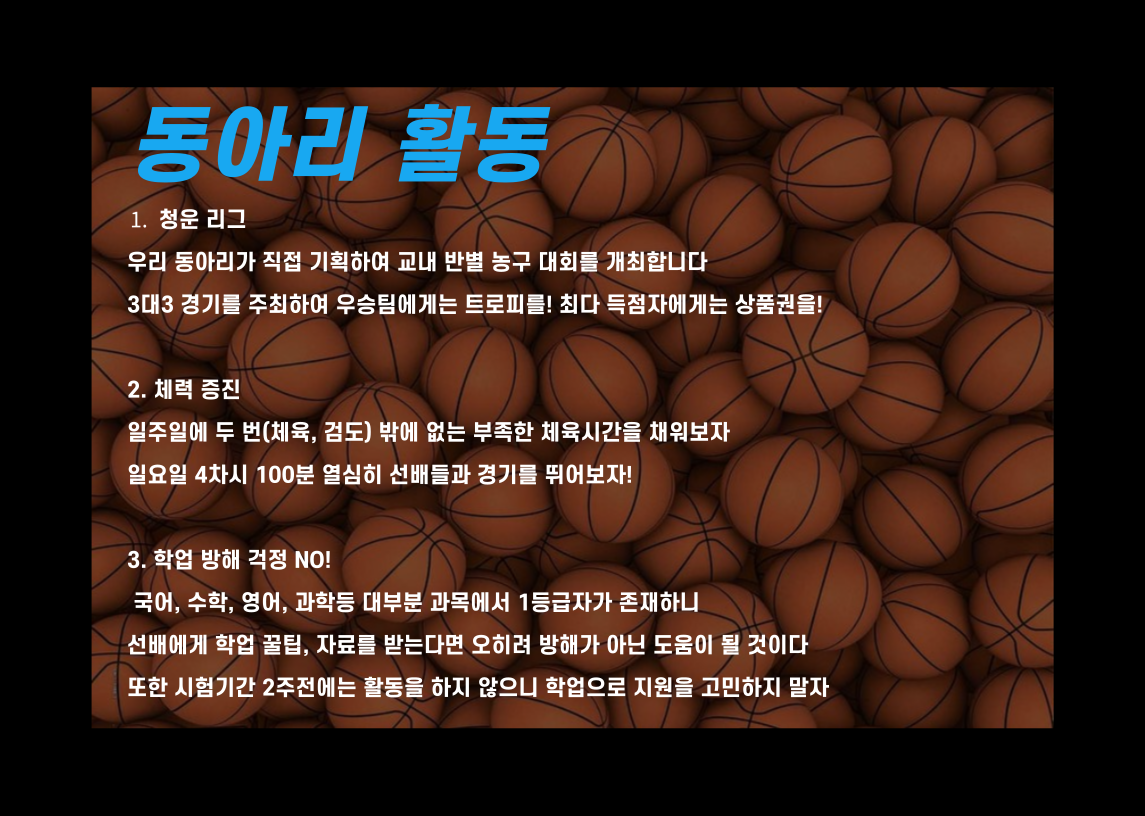 동아리 활동
1. 청운 리그
우리 동아리가 직접 기획하여 교내 반별 농구 대회를 개최합니다
3대3 경기를 주최하여 우승팀에게는 트로피를! 최다 득점자에게는 상품권을!
2. 체력 증진
일주일에 두 번(체육, 검도) 밖에 없는 부족한 체육시간을 채워보자
일요일 4차시 100분 열심히 선배들과 경기를 뛰어보자!
3. 학업 방해 걱정 NO!
국어, 수학, 영어, 과학등 대부분 과목에서 1등급자가 존재하니
선배에게 학업 꿀팁, 자료를 받는다면 오히려 방해가 아닌 도움이 될 것이다
또한 시험기간 2주전에는 활동을 하지 않으니 학업으로 지원을 고민하지 말자